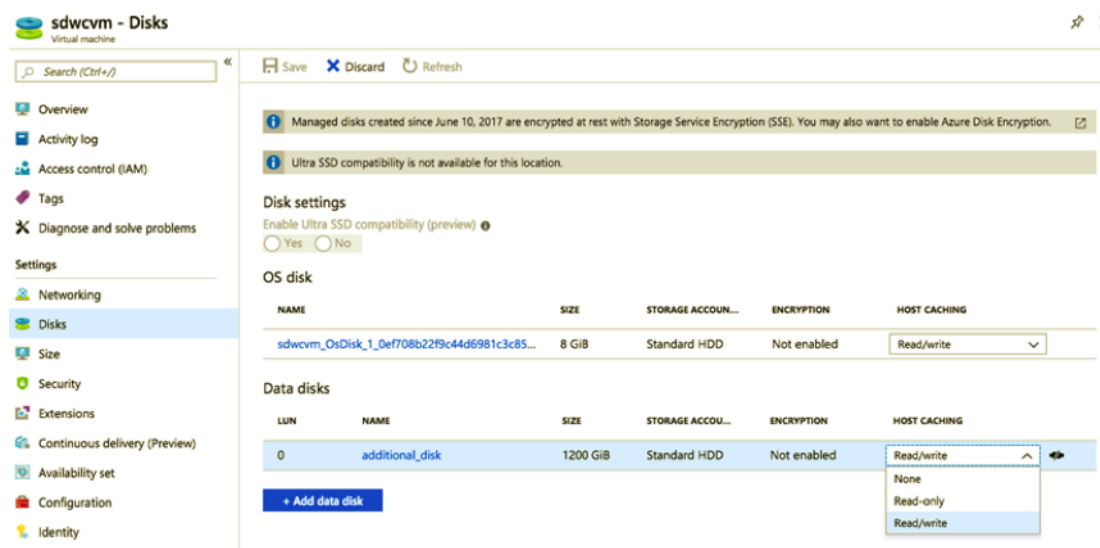 sdwcvm - Disks
Virtual machine
Search (Ctrl+/)
«
Overview
Activity log
Access control (IAM)
Tags
Diagnose and solve problems
Settings
Networking
Disks
Size
Security
Extensions
Continuous delivery (Preview)
Availability set
Configuration
Identity
Save Discard Refresh
Managed disks created since June 10, 2017 are encrypted at rest with Storage Service Encryption (SSE). You may also want to enable Azure Disk Encryption.
Ultra SSD compatibility is not available for this location.
Disk settings
Enable Ultra SSD compatibility (preview)
Yes No
OS disk
NAME SIZE STORAGE ACCOUN... ENCRYPTION HOST CACHING
sdwcvm_OsDisk_1_0ef708b22f9c44d6981c3c85... 8 GiB Standard HDD Not enabled Read/write
Data disks
LUN NAME SIZE STORAGE ACCOU... ENCRYPTION HOST CACHING
0 additional_disk 1200 GiB Standard HDD Not enabled Read/write
None
Read-only
Read/write
+ Add data disk